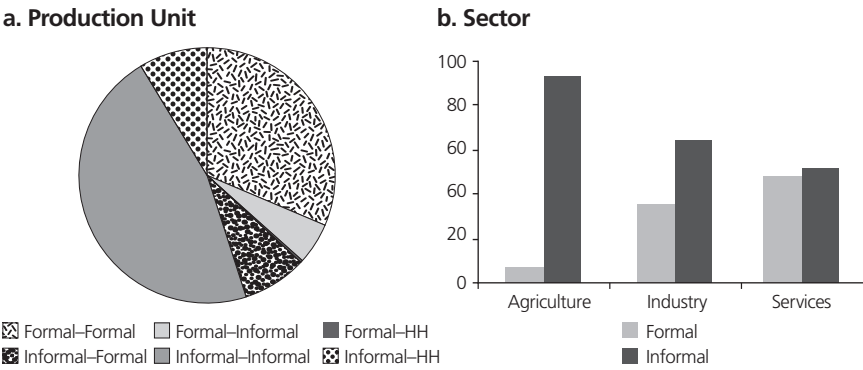 a. Production Unit
b. Sector
100
80
60
60
20
0
Agriculture Industry Services
Formal–Formal Formal–Informal Formal–HH
Informal–Formal Informal–Informal Informal–HH
Formal
Informal